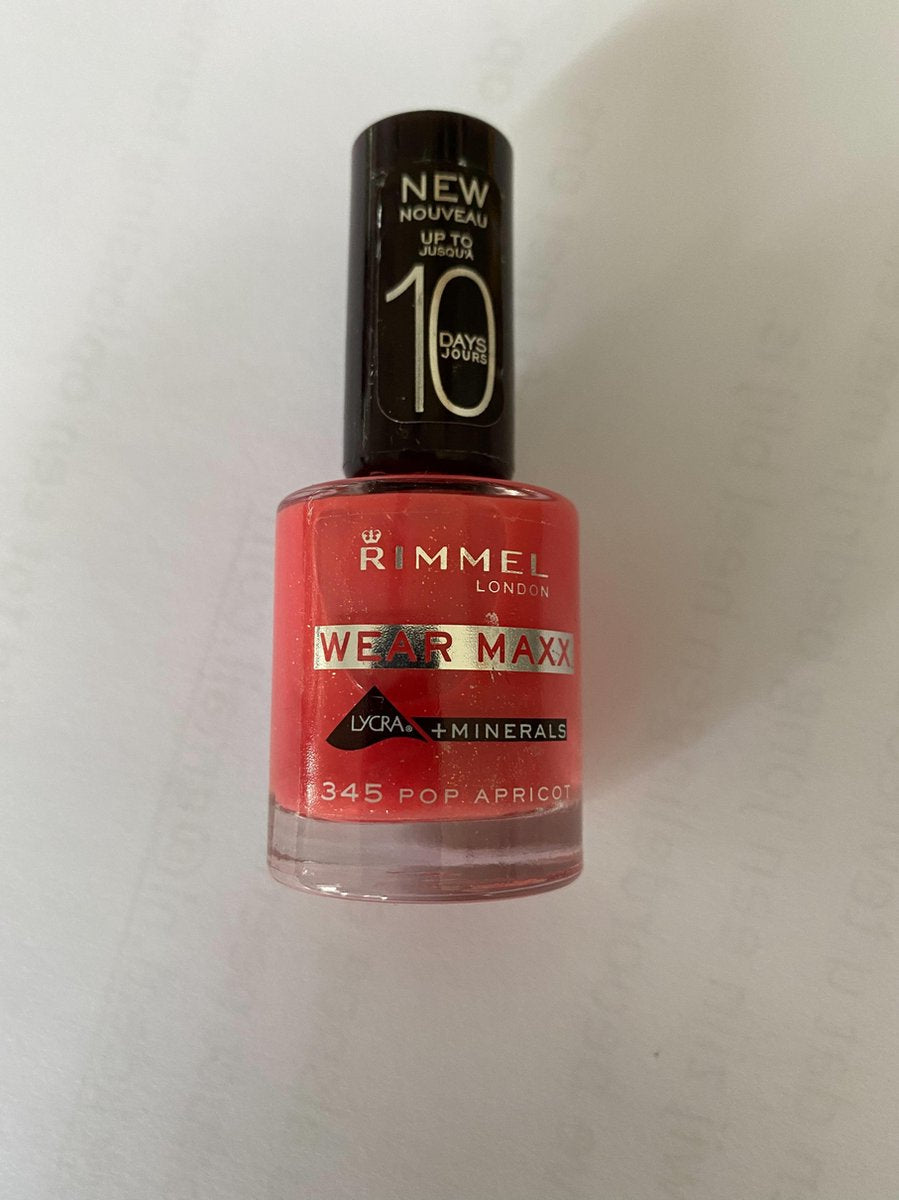 NEW
NOUVEAU
UP TO
JUSQU'À
10
DAYS
JOURS
RIMMEL
LONDON
WEAR MAXX
LYCRA® +MINERALS
345 POP APRICOT